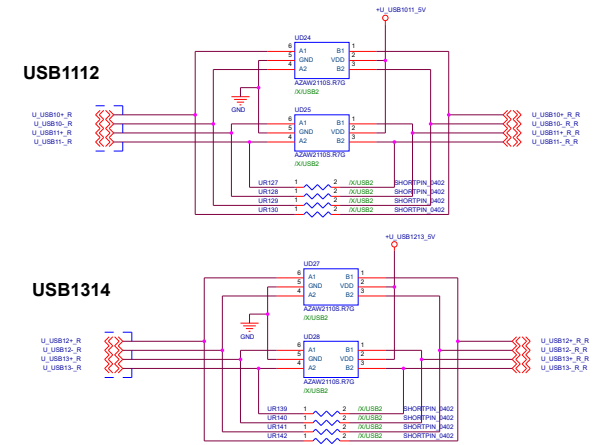 +U_USB1011_5V
UD24
6 A1 B1 1
5 GND VDD 2
4 A2 B2 3
AZAW2110S.R7G
/X/USB2
USB1112
GND
UD25
U_USB10+_R
U_USB10-_R
U_USB11+_R
U_USB11-_R
6 A1 B1 1
5 GND VDD 2
4 A2 B2 3
U_USB10+_R_R
U_USB10-_R_R
U_USB11+_R_R
U_USB11-_R_R
AZAW2110S.R7G
/X/USB2
UR127 1 2 /X/USB2 SHORTPIN_0402
UR128 1 2 /X/USB2 SHORTPIN_0402
UR129 1 2 /X/USB2 SHORTPIN_0402
UR130 1 2 /X/USB2 SHORTPIN_0402
+U_USB1213_5V
UD27
6 A1 B1 1
5 GND VDD 2
4 A2 B2 3
AZAW2110S.R7G
/X/USB2
USB1314
GND
UD28
U_USB12+_R
U_USB12-_R
U_USB13+_R
U_USB13-_R
6 A1 B1 1
5 GND VDD 2
4 A2 B2 3
U_USB12+_R_R
U_USB12-_R_R
U_USB13+_R_R
U_USB13-_R_R
AZAW2110S.R7G
/X/USB2
UR139 1 2 /X/USB2 SHORTPIN_0402
UR140 1 2 /X/USB2 SHORTPIN_0402
UR141 1 2 /X/USB2 SHORTPIN_0402
UR142 1 2 /X/USB2 SHORTPIN_0402